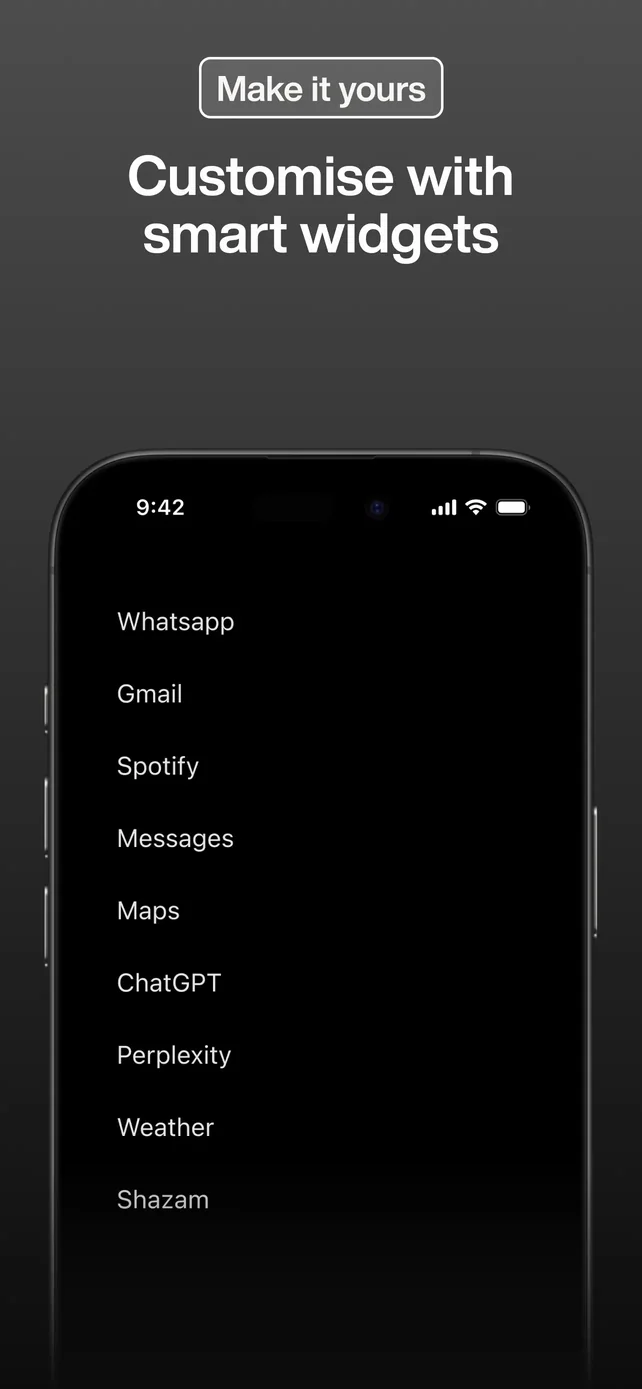 Make it yours
Customise with
smart widgets
9:42
Whatsapp
Gmail
Spotify
Messages
Maps
ChatGPT
Perplexity
Weather
Shazam